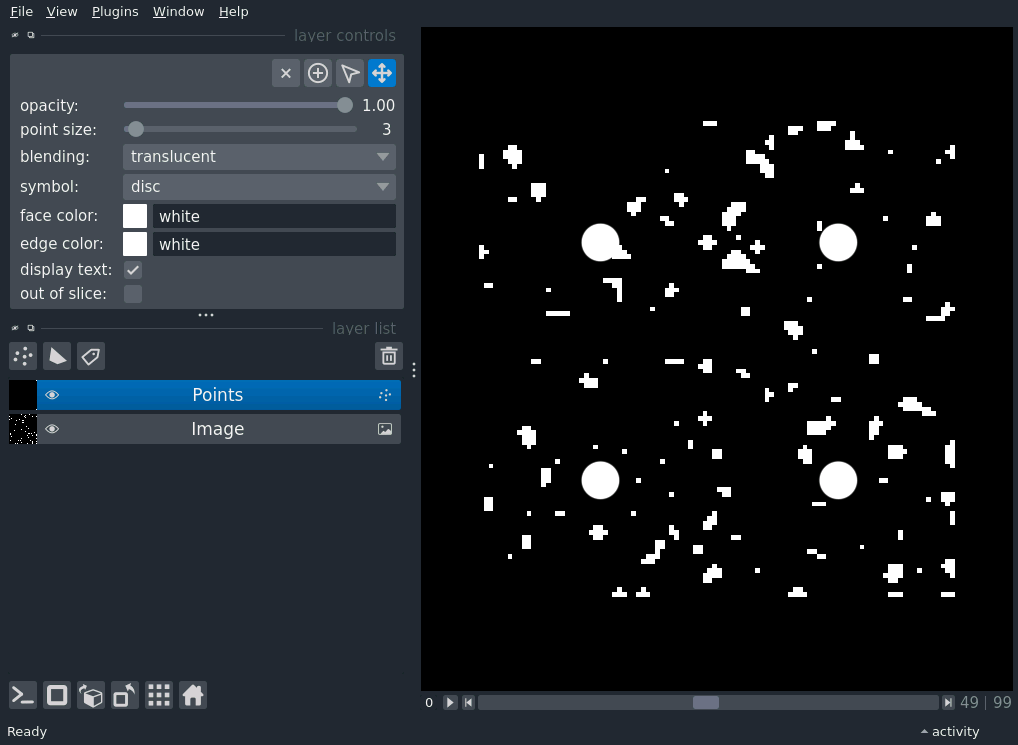 File View Plugins Window Help
layer controls
opacity: 1.00
point size: 3
blending: translucent
symbol: disc
face color: white
edge color: white
display text:
out of slice:
layer list
Points
Image
0 49 | 99
Ready activity